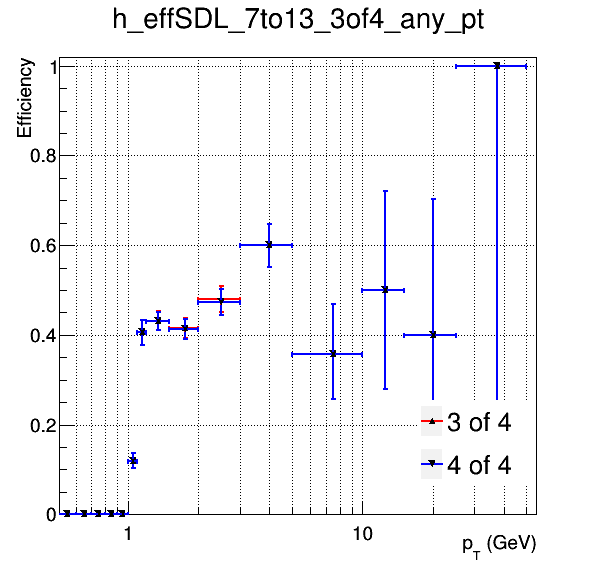 h_effSDL_7to13_3of4_any_pt
Efficiency
1
0.8
0.6
0.4
0.2
0
3 of 4
4 of 4
1
10
p_T (GeV)